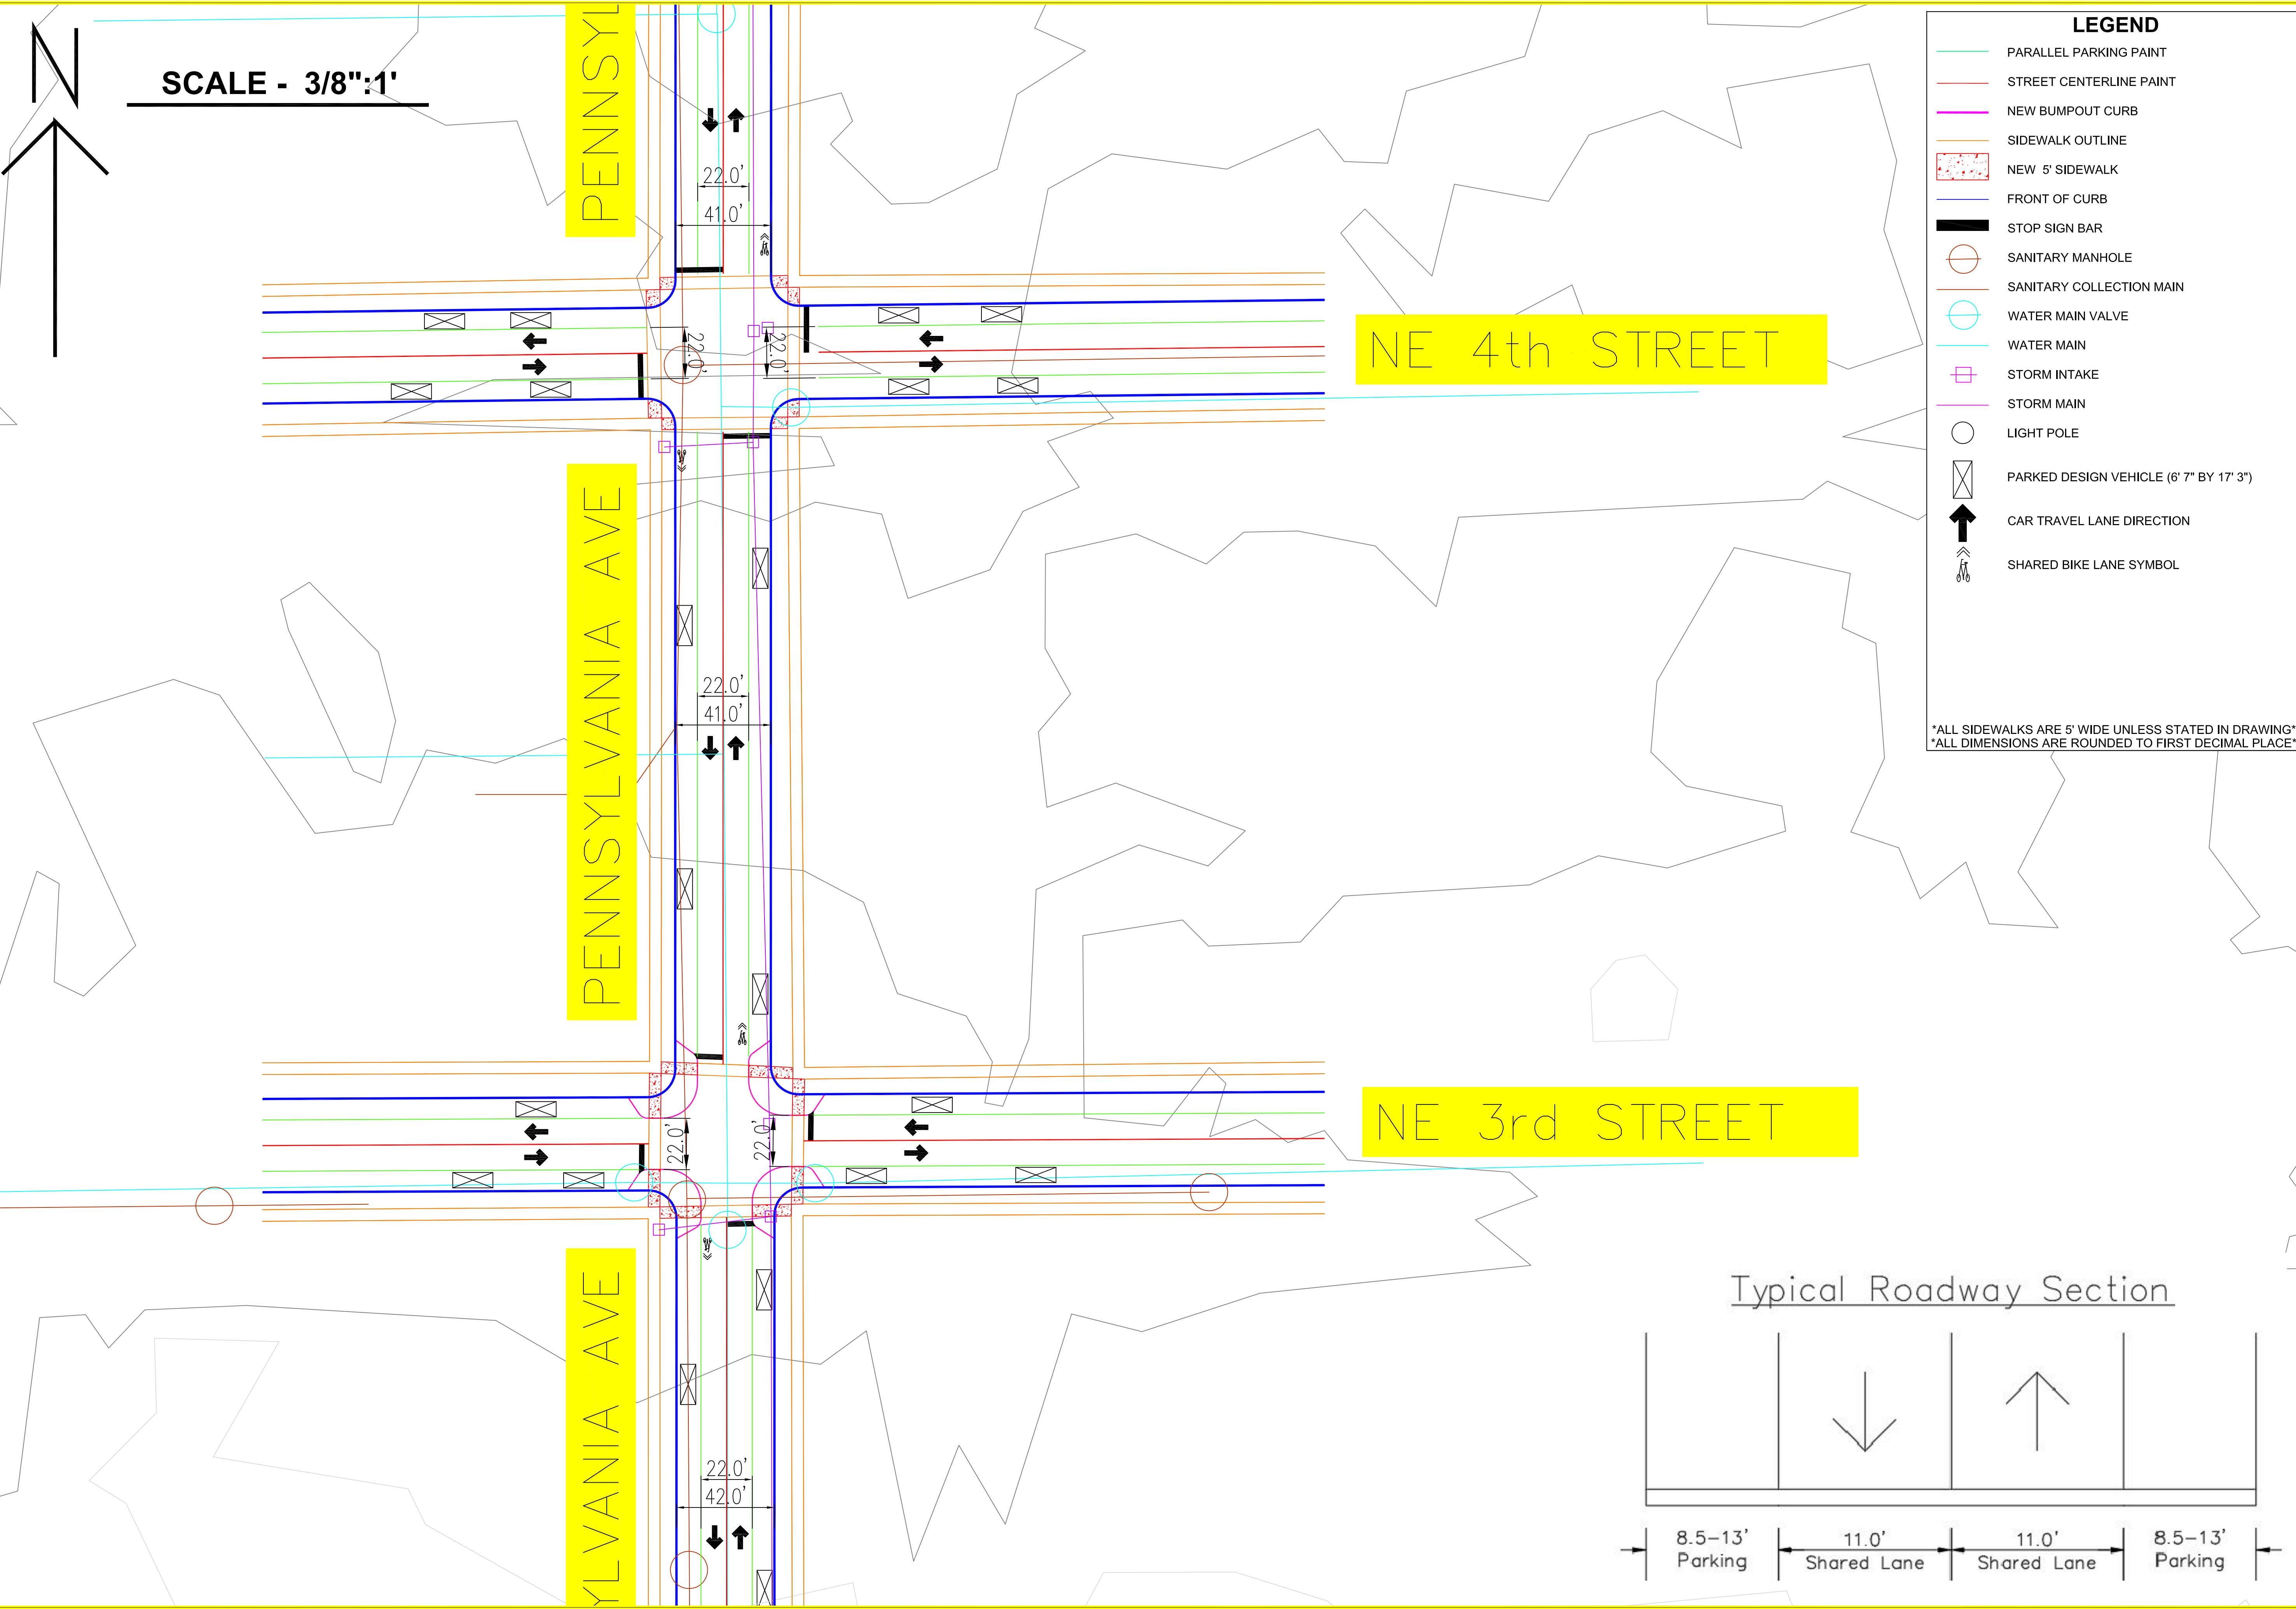 N
SCALE - 3/8":1'
PENNSYL
22.0'
41.0'
22.0'
22.0'
NE 4th STREET
PENNSYLVANIA AVE
22.0'
41.0'
22.0'
22.0'
NE 3rd STREET
YLVANIA AVE
22.0'
42.0'
LEGEND
PARALLEL PARKING PAINT
STREET CENTERLINE PAINT
NEW BUMPOUT CURB
SIDEWALK OUTLINE
NEW 5' SIDEWALK
FRONT OF CURB
STOP SIGN BAR
SANITARY MANHOLE
SANITARY COLLECTION MAIN
WATER MAIN VALVE
WATER MAIN
STORM INTAKE
STORM MAIN
LIGHT POLE
PARKED DESIGN VEHICLE (6' 7" BY 17' 3")
CAR TRAVEL LANE DIRECTION
SHARED BIKE LANE SYMBOL
*ALL SIDEWALKS ARE 5' WIDE UNLESS STATED IN DRAWING*
*ALL DIMENSIONS ARE ROUNDED TO FIRST DECIMAL PLACE*
Typical Roadway Section
8.5-13' 11.0' 11.0' 8.5-13'
Parking Shared Lane Shared Lane Parking